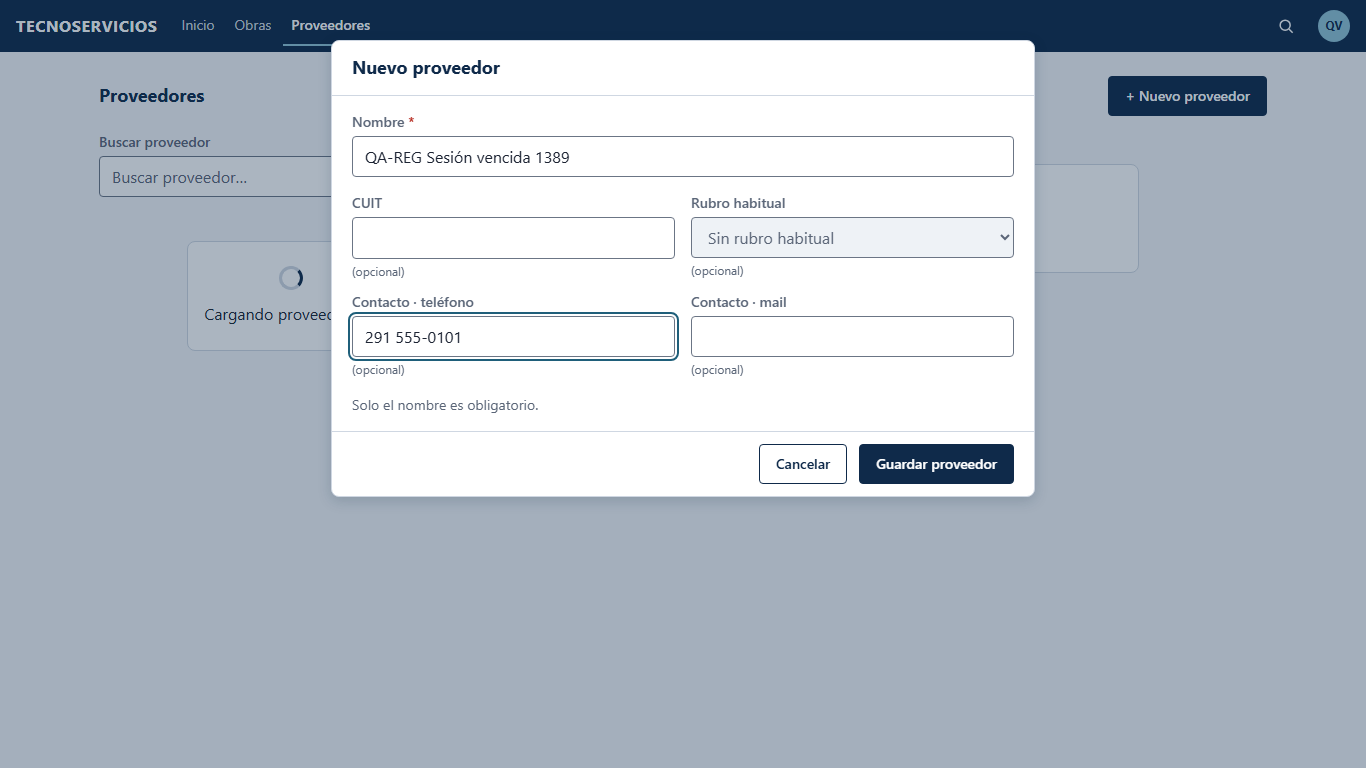 TECNOSERVICIOS Inicio Obras Proveedores QV
Nuevo proveedor
Proveedores
+ Nuevo proveedor
Nombre *
Buscar proveedor
QA-REG Sesión vencida 1389
Buscar proveedor...
CUIT Rubro habitual
Sin rubro habitual
(opcional) (opcional)
Contacto · teléfono Contacto · mail
Cargando
291 555-0101
(opcional) (opcional)
Solo el nombre es obligatorio.
Cancelar Guardar proveedor